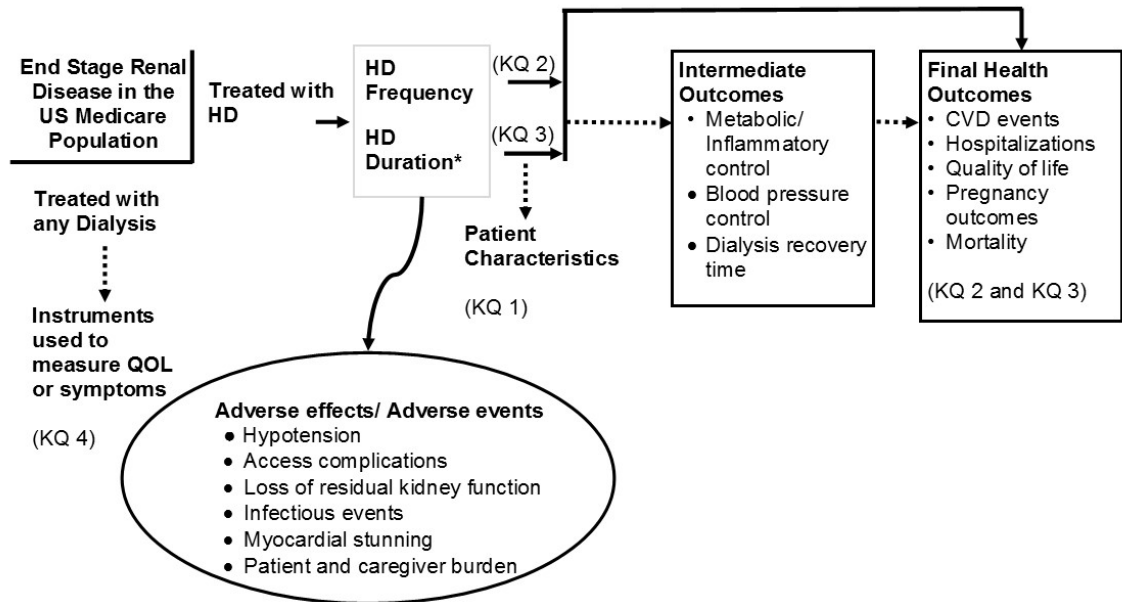 End Stage Renal
Disease in the
US Medicare
Population
Treated with
HD
HD
Frequency
HD
Duration*
(KQ 2)
(KQ 3)
Patient
Characteristics
(KQ 1)
Intermediate
Outcomes
• Metabolic/
Inflammatory
control
● Blood pressure
control
● Dialysis recovery
time
Final Health
Outcomes
• CVD events
• Hospitalizations
• Quality of life
• Pregnancy
outcomes
• Mortality
(KQ 2 and KQ 3)
Treated with
any Dialysis
Instruments
used to
measure QOL
or symptoms
(KQ 4)
Adverse effects/ Adverse events
● Hypotension
● Access complications
● Loss of residual kidney function
● Infectious events
● Myocardial stunning
● Patient and caregiver burden